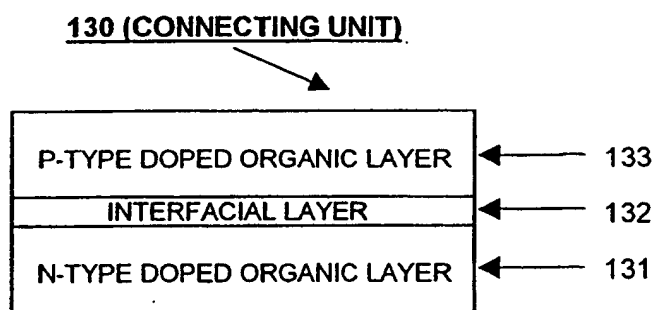 130 (CONNECTING UNIT)
P-TYPE DOPED ORGANIC LAYER 133
INTERFACIAL LAYER 132
N-TYPE DOPED ORGANIC LAYER 131